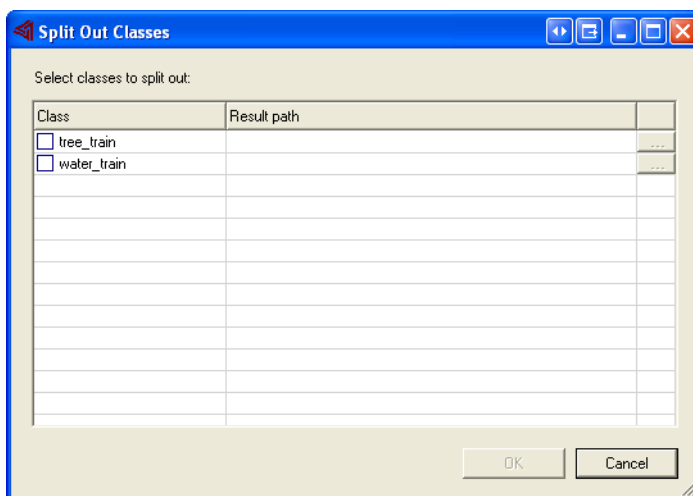 Split Out Classes
Select classes to split out:
Class Result path
tree_train ...
water_train ...
OK Cancel